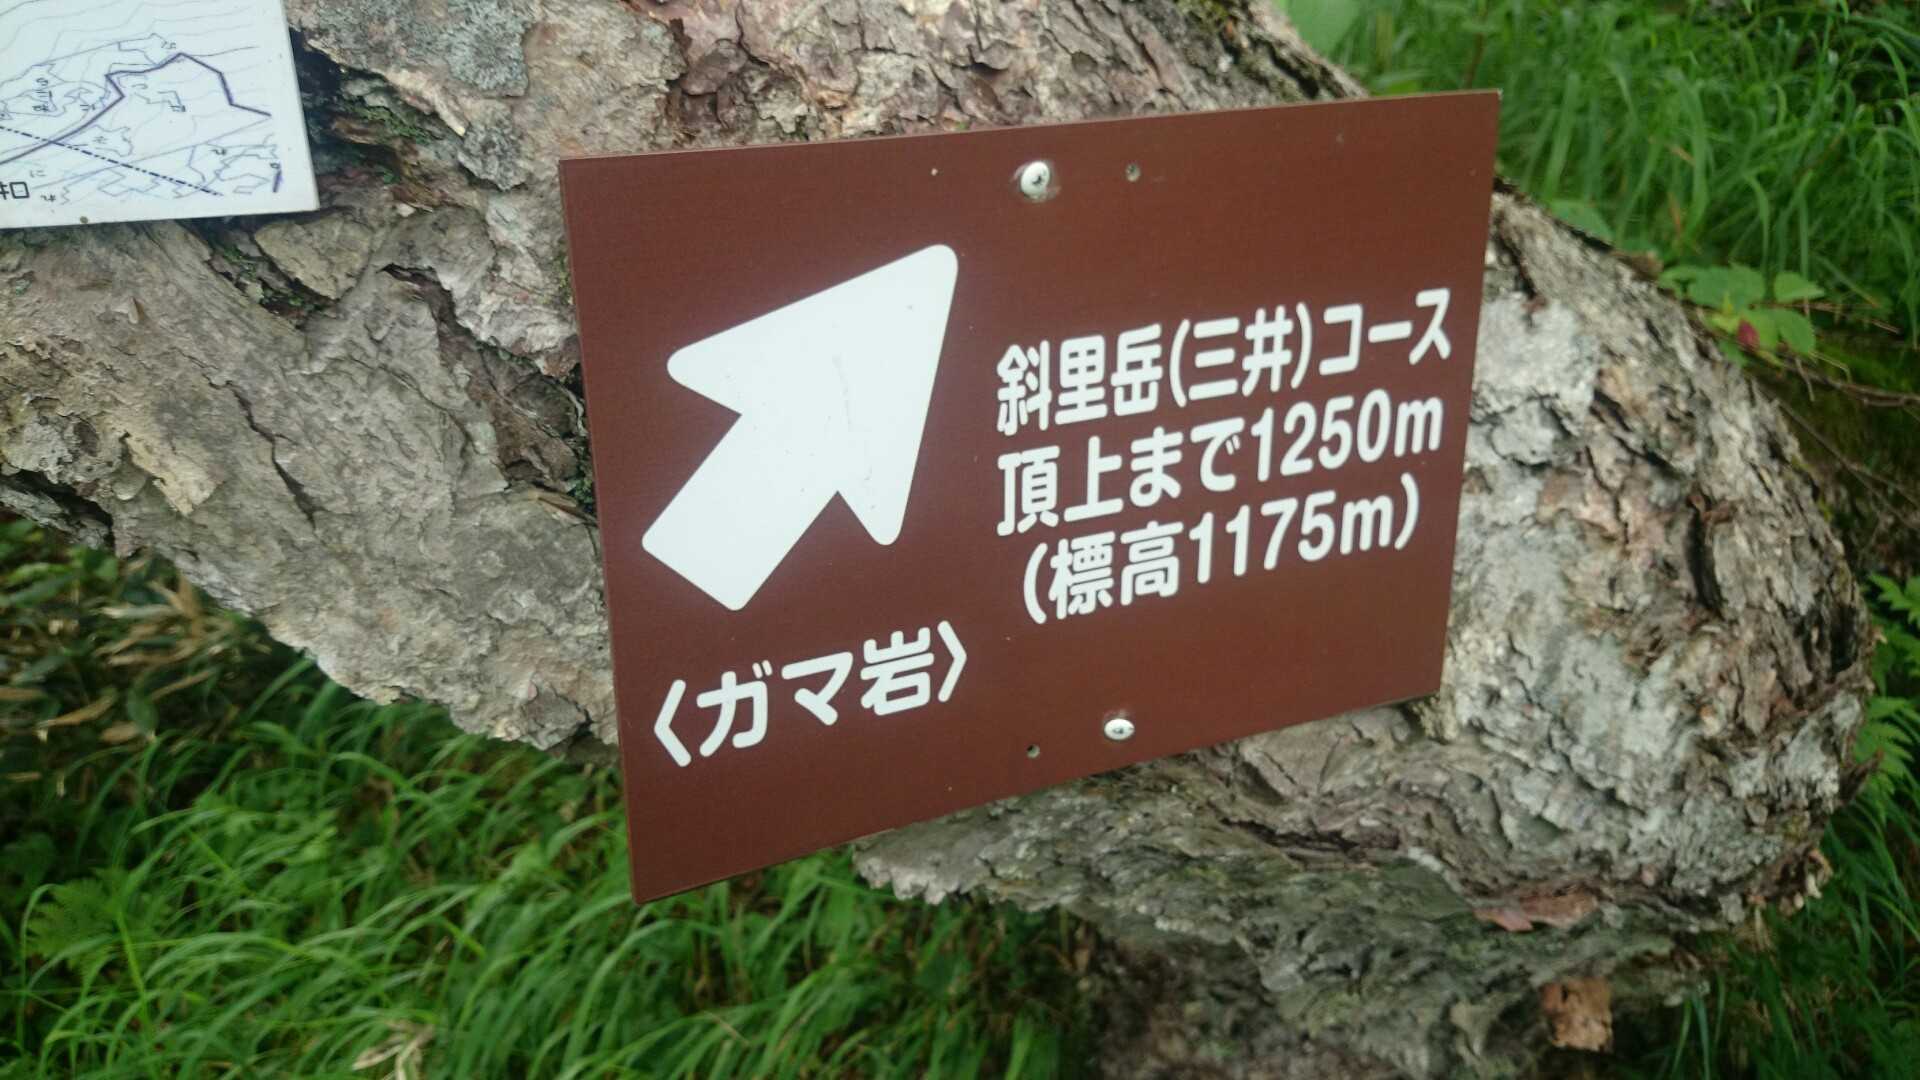 斜里岳(三井)コース
頂上まで1250m
(標高1175m)
〈ガマ岩〉